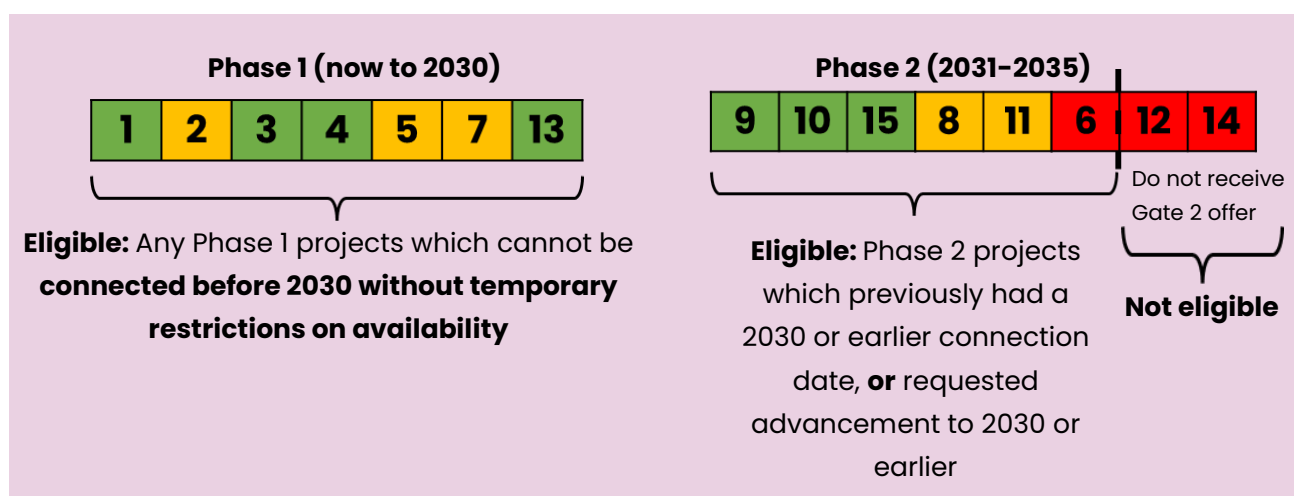 Phase 1 (now to 2030)
1 2 3 4 5 7 13
Eligible: Any Phase 1 projects which cannot be
connected before 2030 without temporary
restrictions on availability
Phase 2 (2031-2035)
9 10 15 8 11 6 12 14
Eligible: Phase 2 projects
which previously had a
2030 or earlier connection
date, or requested
advancement to 2030 or
earlier
Do not receive
Gate 2 offer
Not eligible